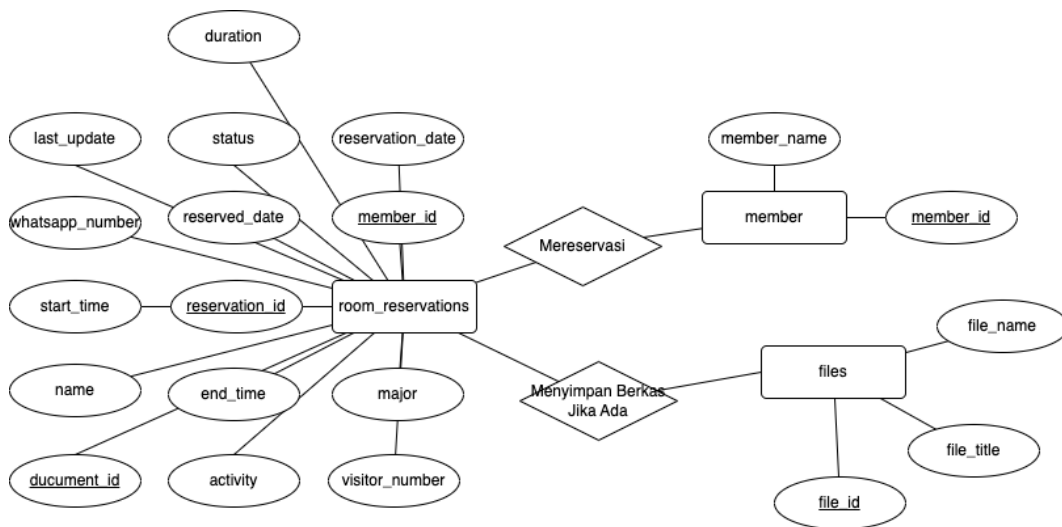 duration
last_update
status
reservation_date
member_name
whatsapp_number
reserved_date
member_id
member
member_id
Mereservasi
start_time
reservation_id
room_reservations
file_name
name
end_time
major
Menyimpan Berkas
Jika Ada
files
file_title
ducument_id
activity
visitor_number
file_id